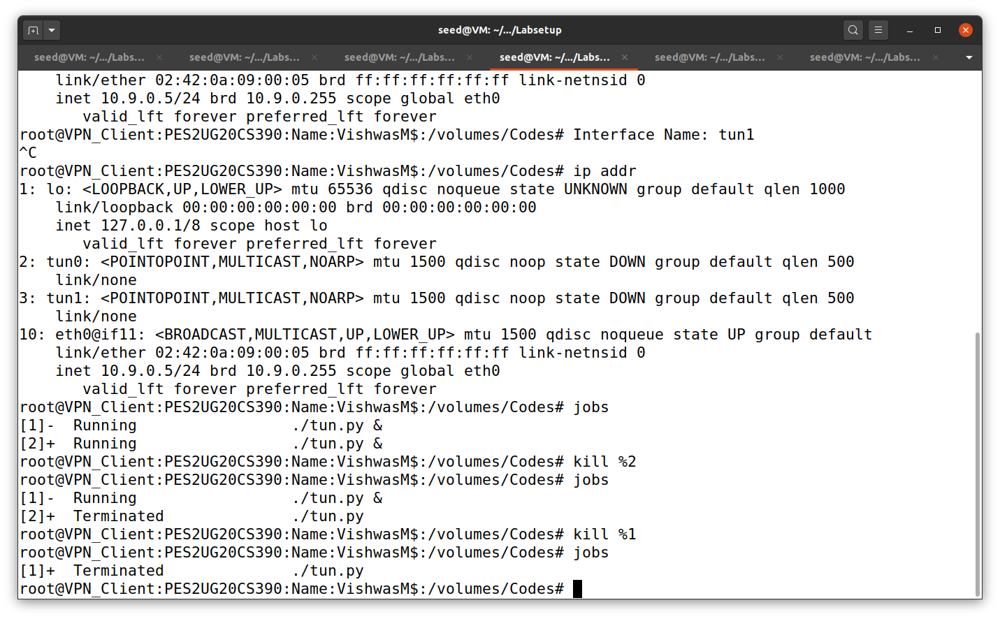 seed@VM: ~/.../Labsetup
seed@VM: ~/.../Labs...
seed@VM: ~/.../Labs...
seed@VM: ~/.../Labs...
seed@VM: ~/.../Labs...
seed@VM: ~/.../Labs...
seed@VM: ~/.../Labs...
    link/ether 02:42:0a:09:00:05 brd ff:ff:ff:ff:ff:ff link-netnsid 0
    inet 10.9.0.5/24 brd 10.9.0.255 scope global eth0
       valid_lft forever preferred_lft forever
root@VPN_Client:PES2UG20CS390:Name:VishwasM$:/volumes/Codes# Interface Name: tun1
^C
root@VPN_Client:PES2UG20CS390:Name:VishwasM$:/volumes/Codes# ip addr
1: lo: <LOOPBACK,UP,LOWER_UP> mtu 65536 qdisc noqueue state UNKNOWN group default qlen 1000
    link/loopback 00:00:00:00:00:00 brd 00:00:00:00:00:00
    inet 127.0.0.1/8 scope host lo
       valid_lft forever preferred_lft forever
2: tun0: <POINTOPOINT,MULTICAST,NOARP> mtu 1500 qdisc noop state DOWN group default qlen 500
    link/none
3: tun1: <POINTOPOINT,MULTICAST,NOARP> mtu 1500 qdisc noop state DOWN group default qlen 500
    link/none
10: eth0@if11: <BROADCAST,MULTICAST,UP,LOWER_UP> mtu 1500 qdisc noqueue state UP group default
    link/ether 02:42:0a:09:00:05 brd ff:ff:ff:ff:ff:ff link-netnsid 0
    inet 10.9.0.5/24 brd 10.9.0.255 scope global eth0
       valid_lft forever preferred_lft forever
root@VPN_Client:PES2UG20CS390:Name:VishwasM$:/volumes/Codes# jobs
[1]-  Running                 ./tun.py &
[2]+  Running                 ./tun.py &
root@VPN_Client:PES2UG20CS390:Name:VishwasM$:/volumes/Codes# kill %2
root@VPN_Client:PES2UG20CS390:Name:VishwasM$:/volumes/Codes# jobs
[1]-  Running                 ./tun.py &
[2]+  Terminated              ./tun.py
root@VPN_Client:PES2UG20CS390:Name:VishwasM$:/volumes/Codes# kill %1
root@VPN_Client:PES2UG20CS390:Name:VishwasM$:/volumes/Codes# jobs
[1]+  Terminated              ./tun.py
root@VPN_Client:PES2UG20CS390:Name:VishwasM$:/volumes/Codes#